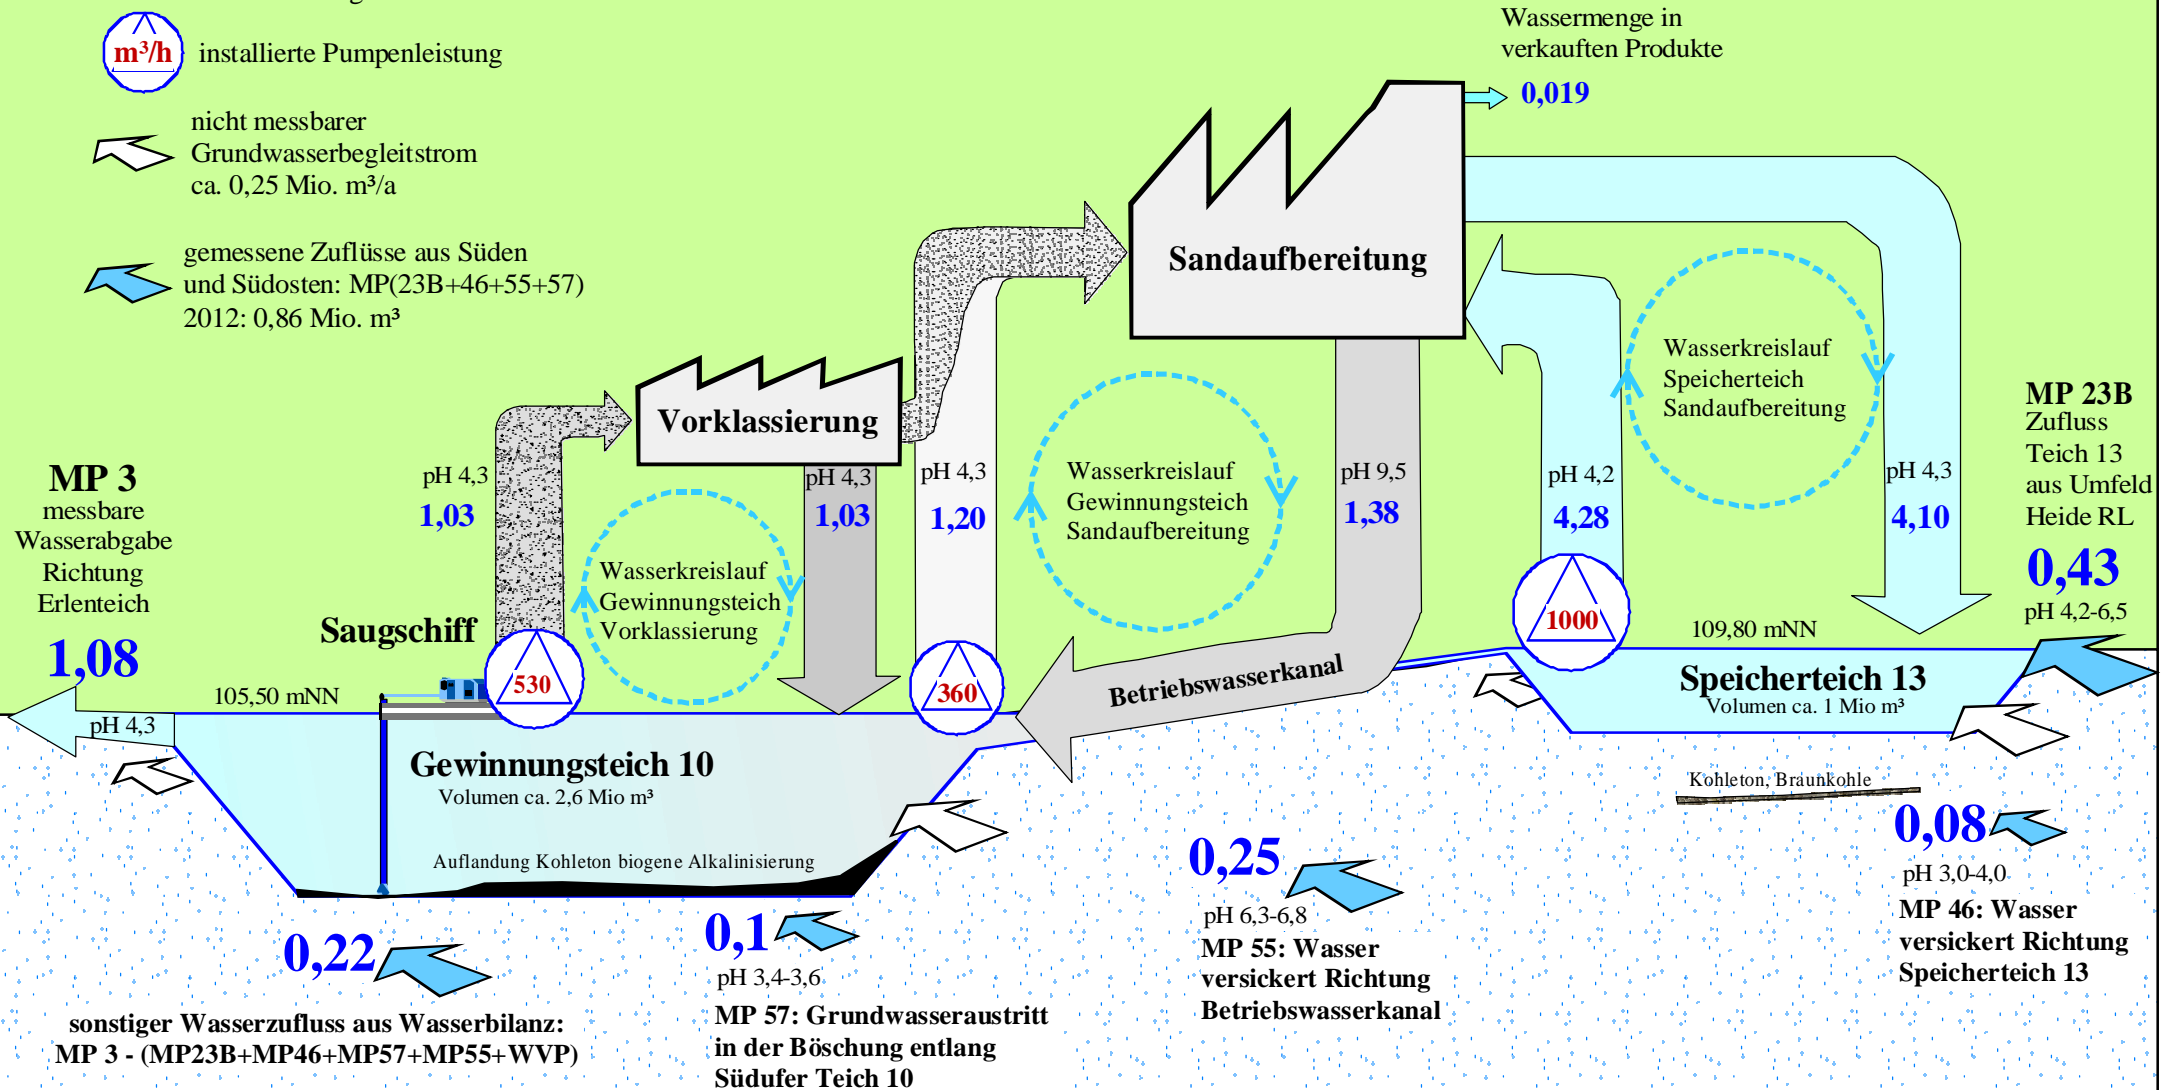 m³/h
installierte Pumpenleistung
nicht messbarer
Grundwasserbegleitstrom
ca. 0,25 Mio. m³/a
gemessene Zuflüsse aus Süden
und Südosten: MP(23B+46+55+57)
2012: 0,86 Mio. m³
Wassermenge in
verkauften Produkte
0,019
Sandaufbereitung
Vorklassierung
Wasserkreislauf
Speicherteich
Sandaufbereitung
MP 23B
Zufluss
Teich 13
aus Umfeld
Heide RL
0,43
pH 4,2-6,5
MP 3
messbare
Wasserabgabe
Richtung
Erlenteich
1,08
pH 4,3
pH 4,3
1,03
pH 4,3
1,03
pH 4,3
1,20
Wasserkreislauf
Gewinnungsteich
Sandaufbereitung
pH 9,5
1,38
pH 4,2
4,28
pH 4,3
4,10
Wasserkreislauf
Gewinnungsteich
Vorklassierung
Saugschiff
530
360
1000
105,50 mNN
109,80 mNN
Betriebswasserkanal
Speicherteich 13
Volumen ca. 1 Mio m³
Gewinnungsteich 10
Volumen ca. 2,6 Mio m³
Auflandung Kohleton biogene Alkalinisierung
Kohleton, Braunkohle
0,08
pH 3,0-4,0
MP 46: Wasser
versickert Richtung
Speicherteich 13
0,25
pH 6,3-6,8
MP 55: Wasser
versickert Richtung
Betriebswasserkanal
0,1
pH 3,4-3,6
MP 57: Grundwasseraustritt
in der Böschung entlang
Südufer Teich 10
0,22
sonstiger Wasserzufluss aus Wasserbilanz:
MP 3 - (MP23B+MP46+MP57+MP55+WVP)